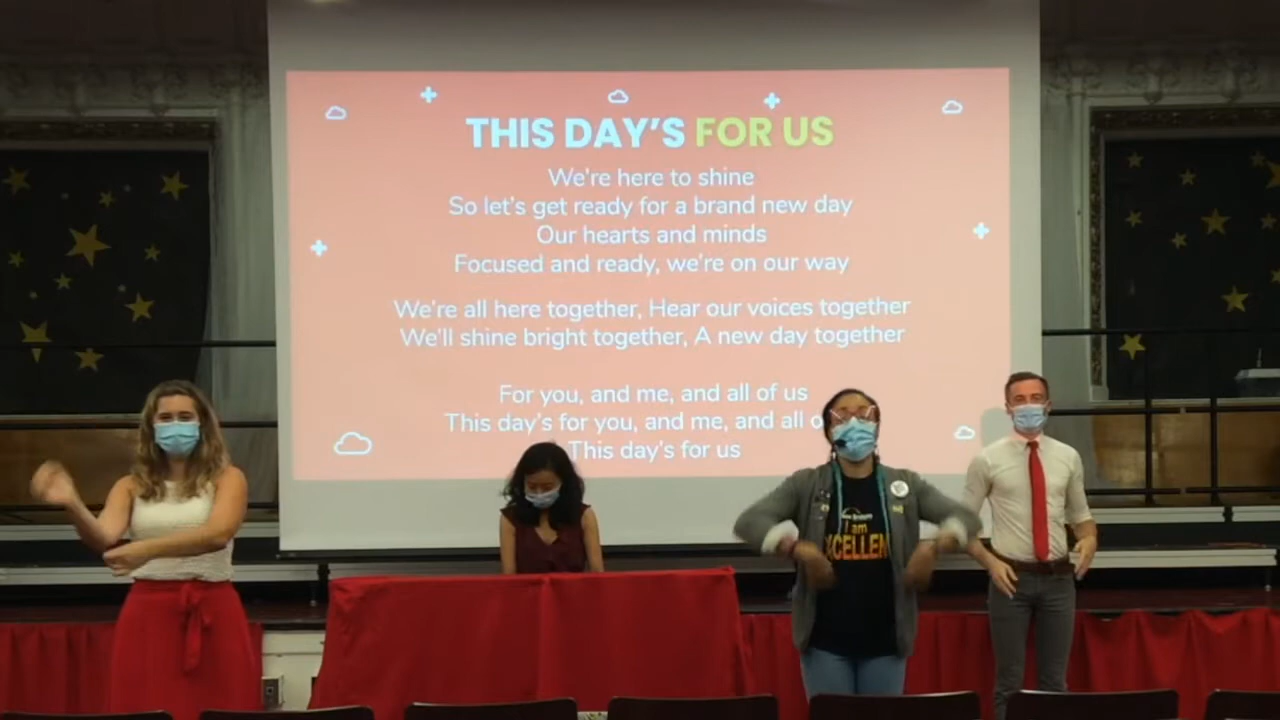 THIS DAY'S FOR US
We're here to shine
So let's get ready for a brand new day
Our hearts and minds
Focused and ready, we're on our way
We're all here together, Hear our voices together
We'll shine bright together, A new day together
For you, and me, and all of us
This day's for you, and me, and all
This day's for us
I am